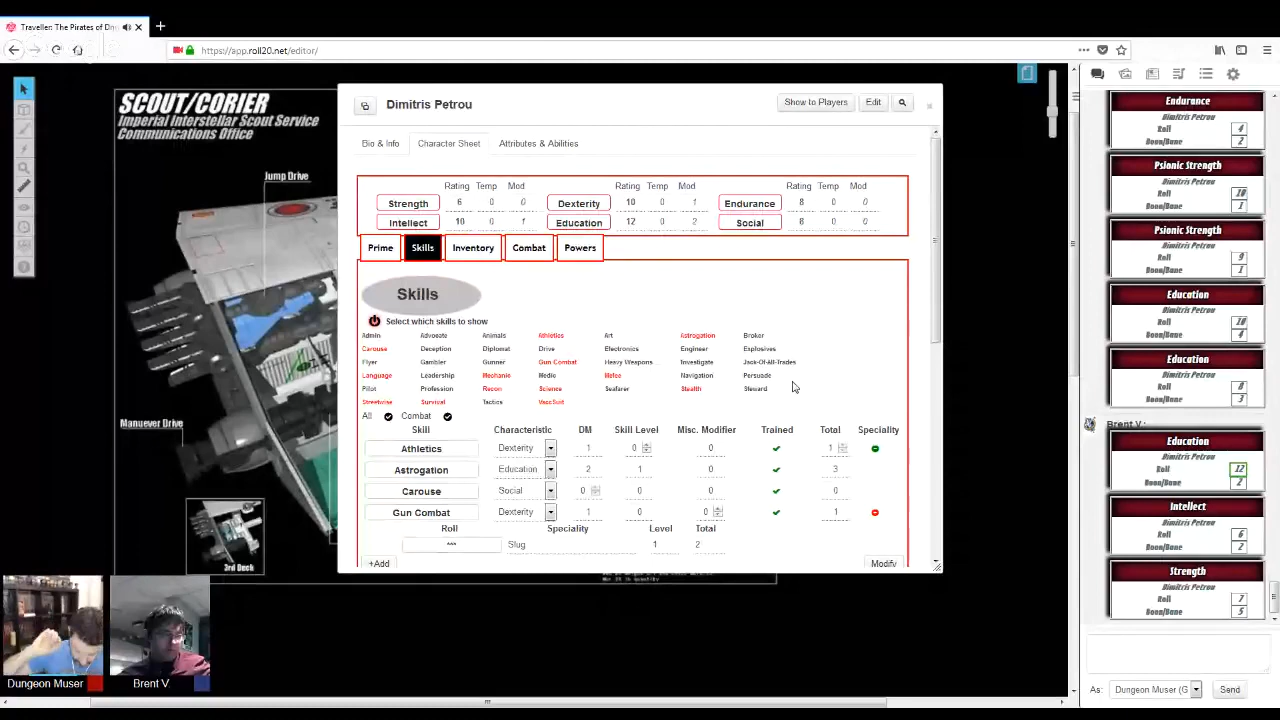 Traveller: The Pirates of Dri
https://app.roll20.net/editor/
SCOUT/CORIER
Imperial Interstellar Scout Service
Communications Office
Jump Drive
Manuever Drive
3rd Deck
Dimitris Petrou
Show to Players
Edit
Bio & Info
Character Sheet
Attributes & Abilities
Rating Temp Mod Rating Temp Mod Rating Temp Mod
Strength 6 0 0 Dexterity 10 0 1 Endurance 8 0 0
Intellect 10 0 1 Education 12 0 2 Social 8 0 0
Prime Skills Inventory Combat Powers
Skills
Select which skills to show
Admin Advocate Animals Athletics Art Astrogation Broker
Carouse Deception Diplomat Drive Electronics Engineer Explosives
Flyer Gambler Gunner Gun Combat Heavy Weapons Investigate Jack-Of-All-Trades
Language Leadership Mechanic Medic Melee Navigation Persuade
Pilot Profession Recon Science Seafarer Stealth Steward
Streetwise Survival Tactics VaccSuit
All Combat
Skill Characteristic DM Skill Level Misc. Modifier Trained Total Speciality
Athletics Dexterity 1 0 0 1
Astrogation Education 2 1 0 3
Carouse Social 0 0 0 0
Gun Combat Dexterity 1 0 0 1
Roll Speciality Level Total
*** Slug 1 2
+Add Modify
Dungeon Muser
Brent V.
Endurance
Dimitris Petrou
Roll 4
Boon/Bane 2
Psionic Strength
Dimitris Petrou
Roll 10
Boon/Bane 1
Psionic Strength
Dimitris Petrou
Roll 9
Boon/Bane 1
Education
Dimitris Petrou
Roll 10
Boon/Bane 4
Education
Dimitris Petrou
Roll 8
Boon/Bane 3
Brent V.:
Education
Dimitris Petrou
Roll 12
Boon/Bane 2
Intellect
Dimitris Petrou
Roll 6
Boon/Bane 2
Strength
Dimitris Petrou
Roll 7
Boon/Bane 5
As: Dungeon Muser (G
Send